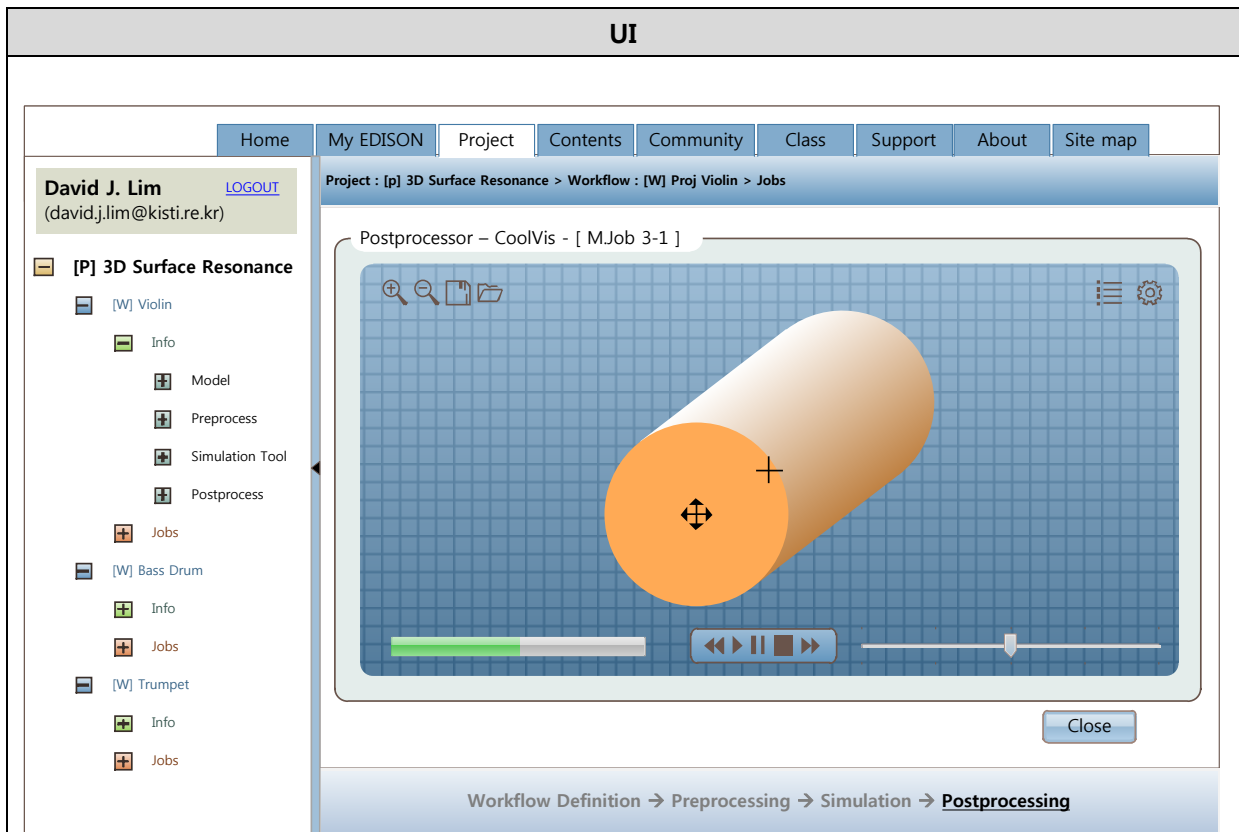 UI
Home My EDISON Project Contents Community Class Support About Site map
David J. Lim LOGOUT
(david.j.lim@kisti.re.kr)
Project : [p] 3D Surface Resonance > Workflow : [W] Proj Violin > Jobs
Postprocessor – CoolVis - [ M.Job 3-1 ]
[P] 3D Surface Resonance
[W] Violin
Info
Model
Preprocess
Simulation Tool
Postprocess
Jobs
[W] Bass Drum
Info
Jobs
[W] Trumpet
Info
Jobs
Close
Workflow Definition → Preprocessing → Simulation → Postprocessing